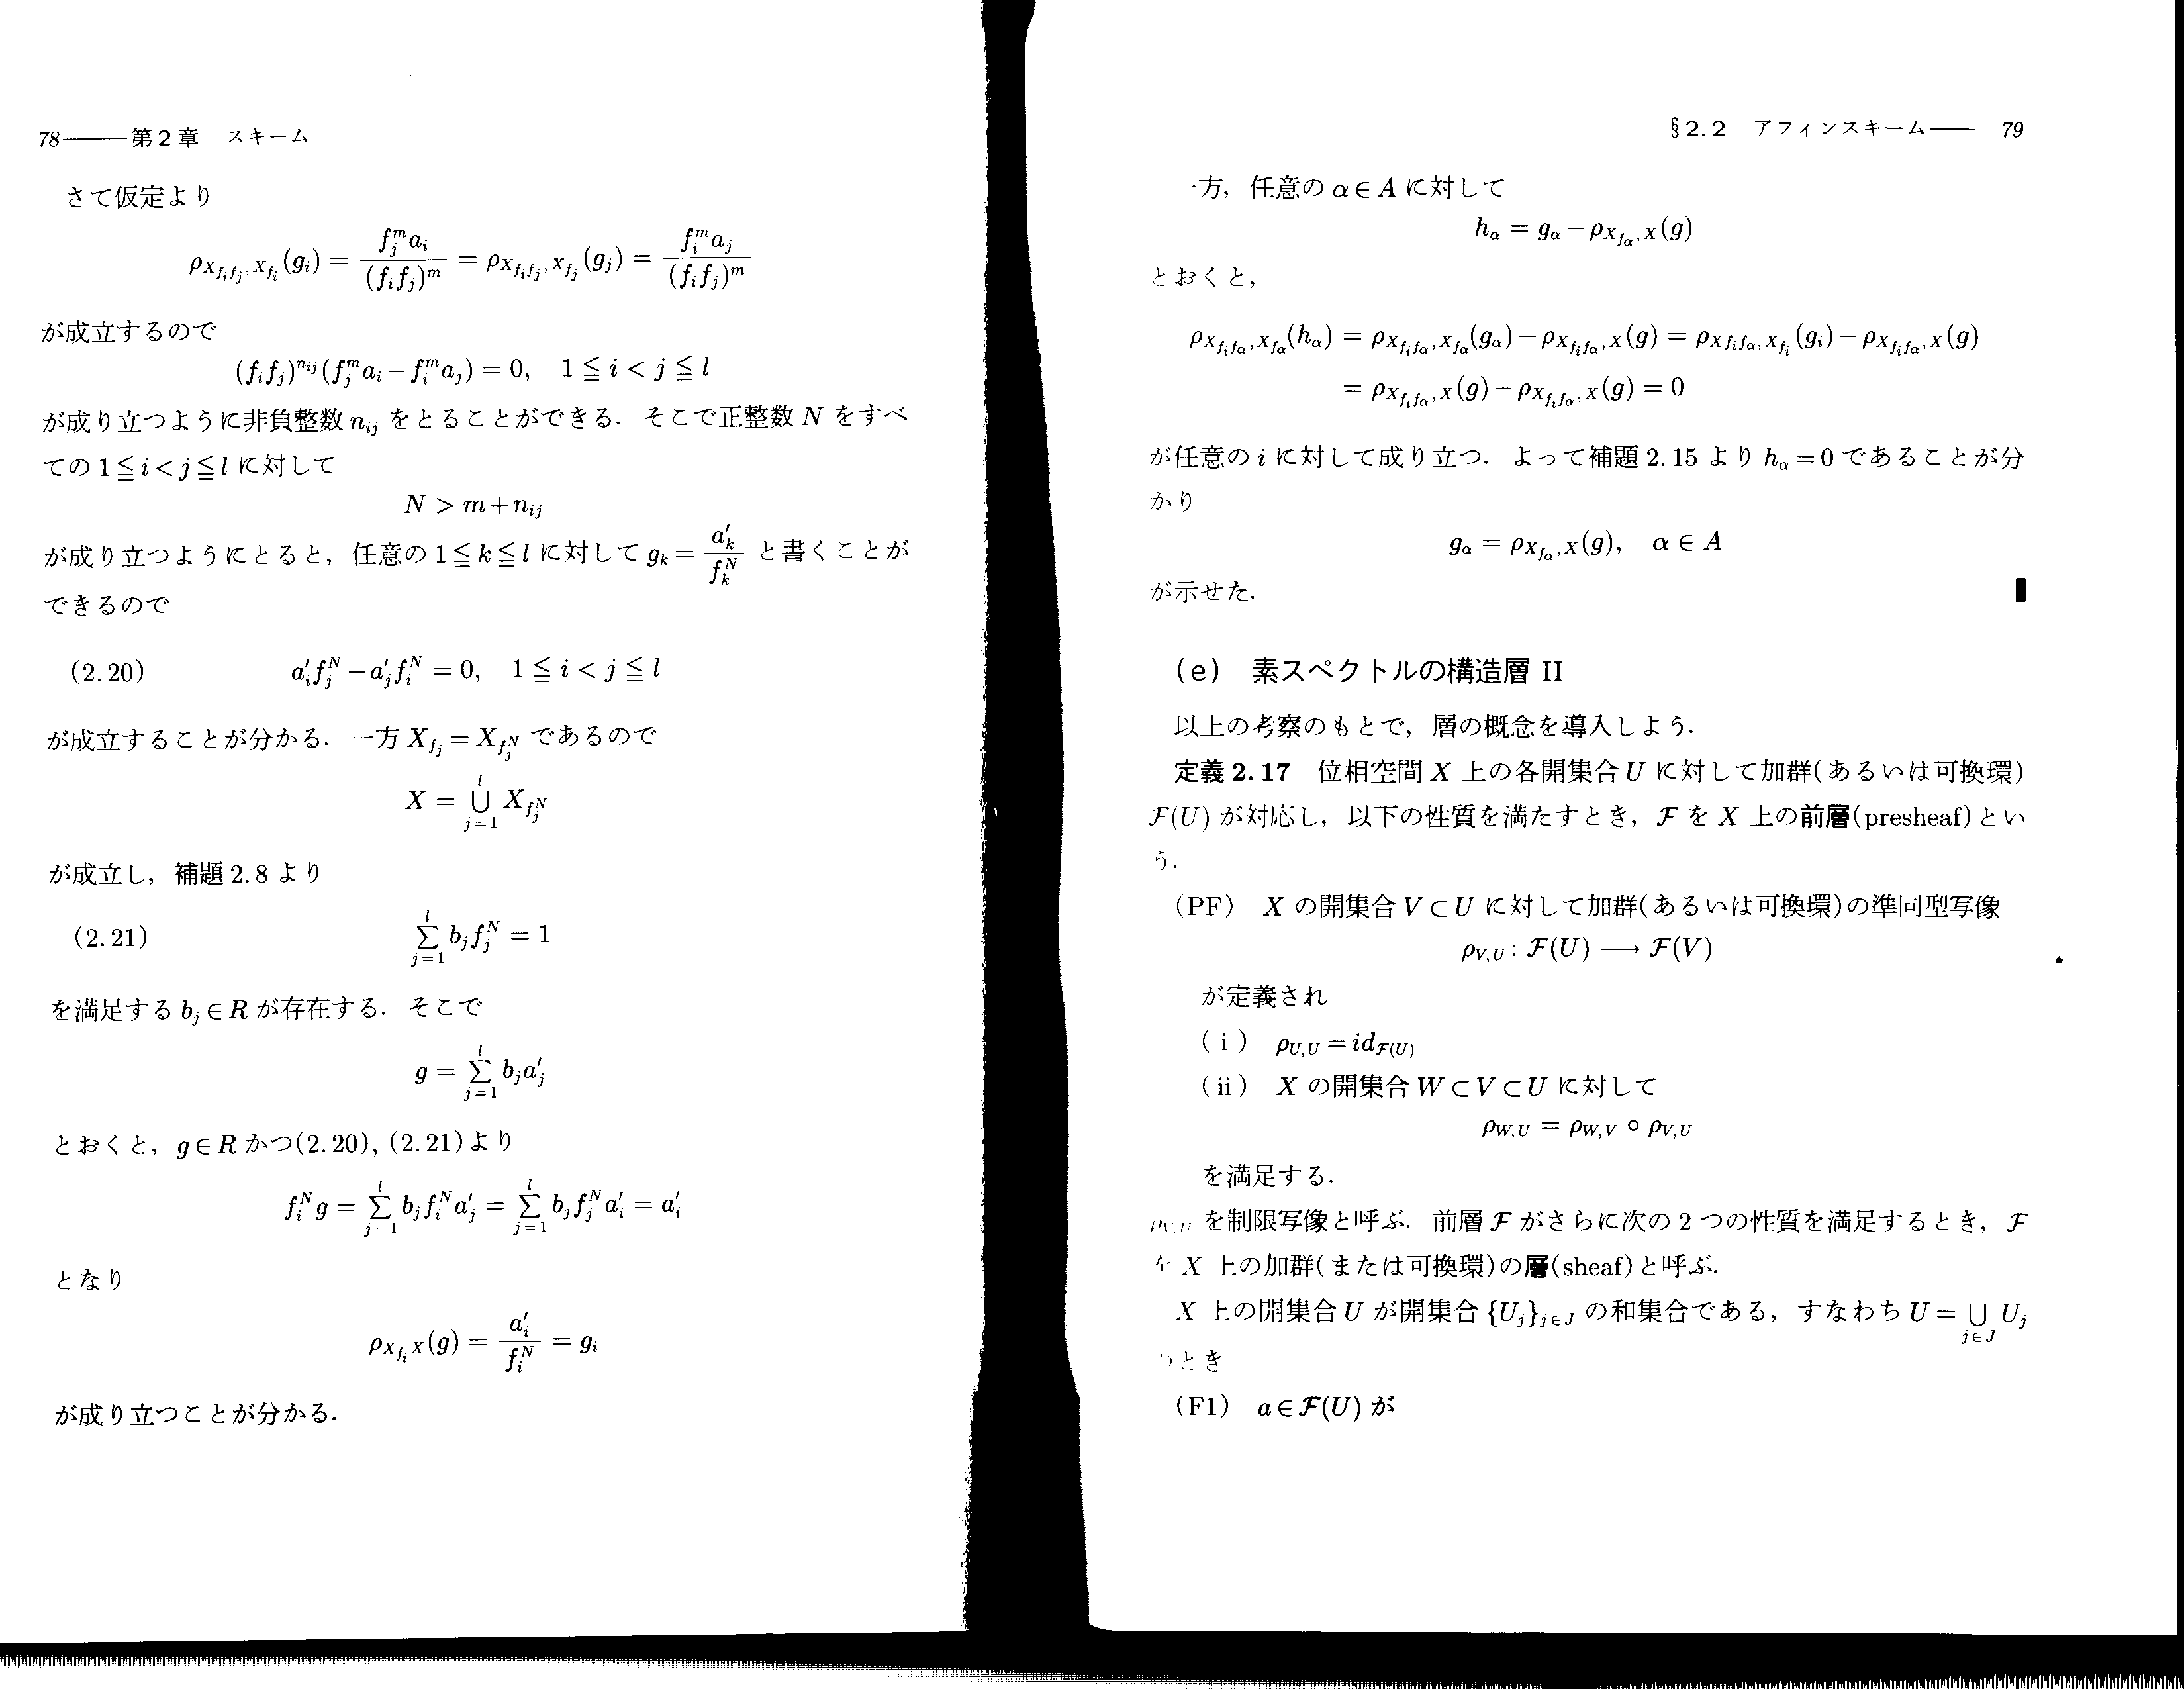 78――第2章 スキーム
さて仮定より
$\rho_{X_{f_if_j},X_{f_i}}(g_i) = \dfrac{f_j^m a_i}{(f_if_j)^m} = \rho_{X_{f_if_j},X_{f_j}}(g_j) = \dfrac{f_i^m a_j}{(f_if_j)^m}$
が成立するので
$(f_if_j)^{n_{ij}}(f_j^m a_i - f_i^m a_j) = 0, \quad 1 \leqq i < j \leqq l$
が成り立つように非負整数 $n_{ij}$ をとることができる. そこで正整数 $N$ をすべ
ての $1 \leqq i < j \leqq l$ に対して
$N > m + n_{ij}$
が成り立つようにとると, 任意の $1 \leqq k \leqq l$ に対して $g_k = \dfrac{a'_k}{f_k^N}$ と書くことが
できるので
(2.20) $a'_i f_j^N - a'_j f_i^N = 0, \quad 1 \leqq i < j \leqq l$
が成立することが分かる. 一方 $X_{f_j} = X_{f_j^N}$ であるので
$X = \bigcup_{j=1}^{l} X_{f_j^N}$
が成立し, 補題 2.8 より
(2.21) $\sum_{j=1}^{l} b_j f_j^N = 1$
を満足する $b_j \in R$ が存在する. そこで
$g = \sum_{j=1}^{l} b_j a'_j$
とおくと, $g \in R$ かつ(2.20), (2.21)より
$f_i^N g = \sum_{j=1}^{l} b_j f_i^N a'_j = \sum_{j=1}^{l} b_j f_j^N a'_i = a'_i$
となり
$\rho_{X_{f_i}X}(g) = \dfrac{a'_i}{f_i^N} = g_i$
が成り立つことが分かる.
§2.2 アフィンスキーム――79
一方, 任意の $\alpha \in A$ に対して
$h_\alpha = g_\alpha - \rho_{X_{f_\alpha},X}(g)$
とおくと,
$\rho_{X_{f_if_\alpha},X_{f_\alpha}}(h_\alpha) = \rho_{X_{f_if_\alpha},X_{f_\alpha}}(g_\alpha) - \rho_{X_{f_if_\alpha},X}(g) = \rho_{X_{f_if_\alpha},X_{f_i}}(g_i) - \rho_{X_{f_if_\alpha},X}(g)$
$= \rho_{X_{f_if_\alpha},X}(g) - \rho_{X_{f_if_\alpha},X}(g) = 0$
が任意の $i$ に対して成り立つ. よって補題 2.15 より $h_\alpha = 0$ であることが分
かり
$g_\alpha = \rho_{X_{f_\alpha},X}(g), \quad \alpha \in A$
が示せた.
(e) 素スペクトルの構造層 II
以上の考察のもとで, 層の概念を導入しよう.
定義 2.17 位相空間 $X$ 上の各開集合 $U$ に対して加群(あるいは可換環)
$\mathcal{F}(U)$ が対応し, 以下の性質を満たすとき, $\mathcal{F}$ を $X$ 上の前層(presheaf)とい
う.
(PF) $X$ の開集合 $V \subset U$ に対して加群(あるいは可換環)の準同型写像
$\rho_{V,U}: \mathcal{F}(U) \longrightarrow \mathcal{F}(V)$
が定義され
(i) $\rho_{U,U} = id_{\mathcal{F}(U)}$
(ii) $X$ の開集合 $W \subset V \subset U$ に対して
$\rho_{W,U} = \rho_{W,V} \circ \rho_{V,U}$
を満足する.
$\rho_{V,U}$ を制限写像と呼ぶ. 前層 $\mathcal{F}$ がさらに次の 2 つの性質を満足するとき, $\mathcal{F}$
を $X$ 上の加群(または可換環)の層(sheaf)と呼ぶ.
$X$ 上の開集合 $U$ が開集合 $\{U_j\}_{j \in J}$ の和集合である, すなわち $U = \bigcup_{j \in J} U_j$
のとき
(F1) $a \in \mathcal{F}(U)$ が